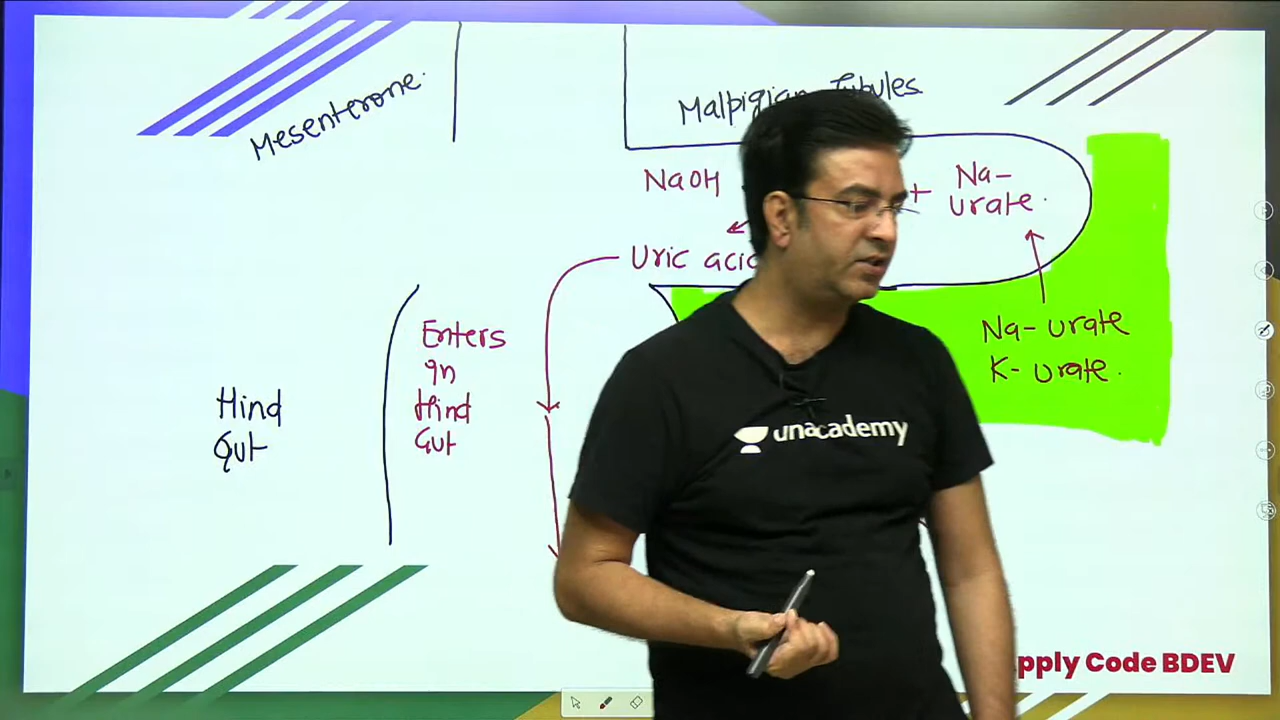 Mesenterone
Malpigian Tubules
NaOH
+ Na-
urate.
Uric acid
Enters
in
Hind
Gut
Hind
Gut
Na- urate
K- urate.
unacademy
pply Code BDEV